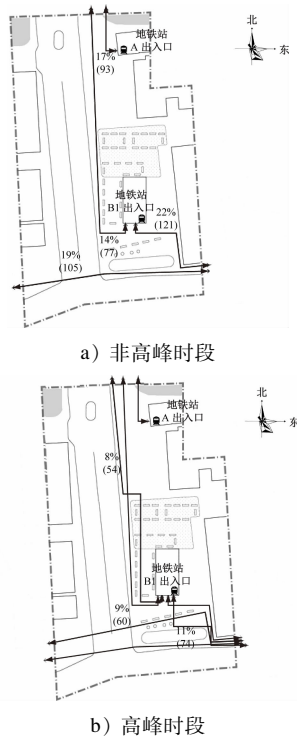 北
东
地铁站
A 出入口
17%
(93)
地铁站
B1 出入口
22%
(121)
14%
(77)
19%
(105)
a）非高峰时段
北
东
地铁站
A 出入口
8%
(54)
地铁站
B1 出入口
9%
(60)
11%
(74)
b）高峰时段